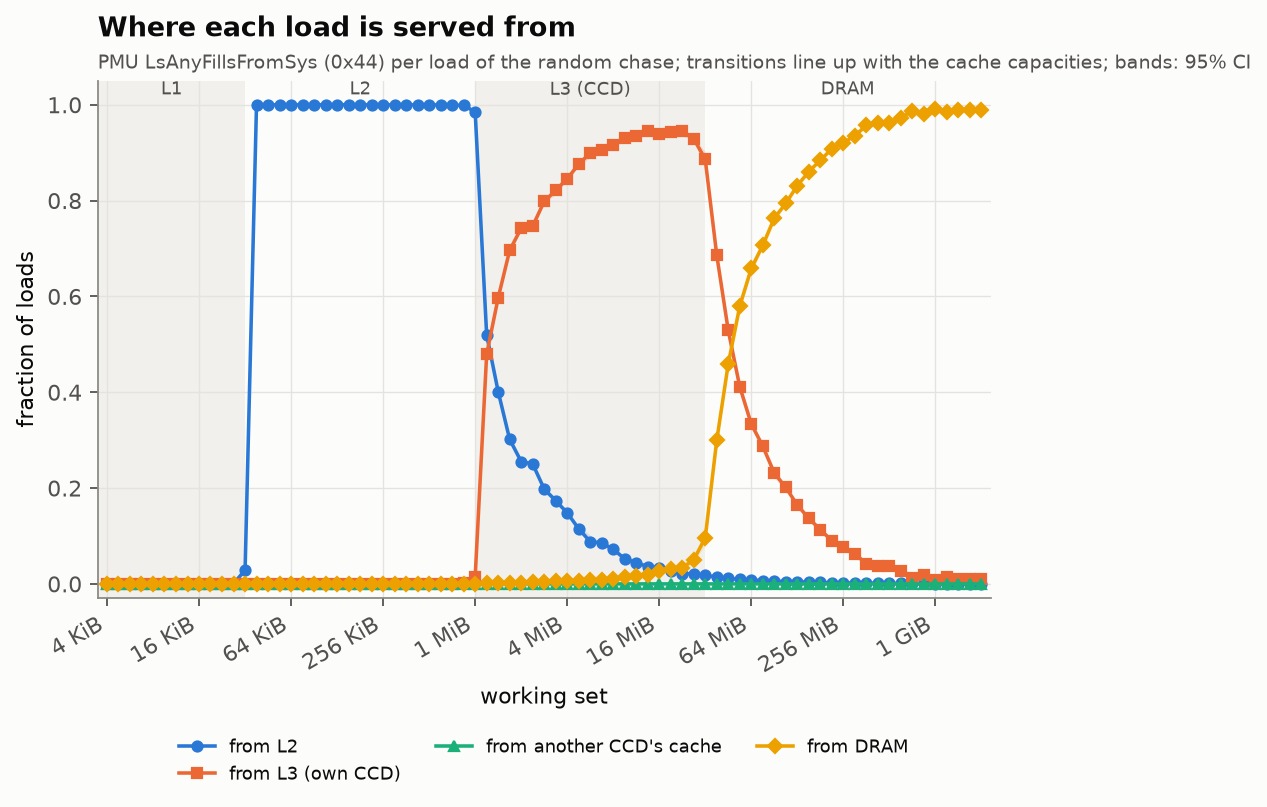 Where each load is served from
PMU LsAnyFillsFromSys (0x44) per load of the random chase; transitions line up with the cache capacities; bands: 95% CI
L1 L2 L3 (CCD) DRAM
1.0
0.8
0.6
0.4
0.2
0.0
fraction of loads
4 KiB 16 KiB 64 KiB 256 KiB 1 MiB 4 MiB 16 MiB 64 MiB 256 MiB 1 GiB
working set
from L2 from another CCD's cache from DRAM
from L3 (own CCD)